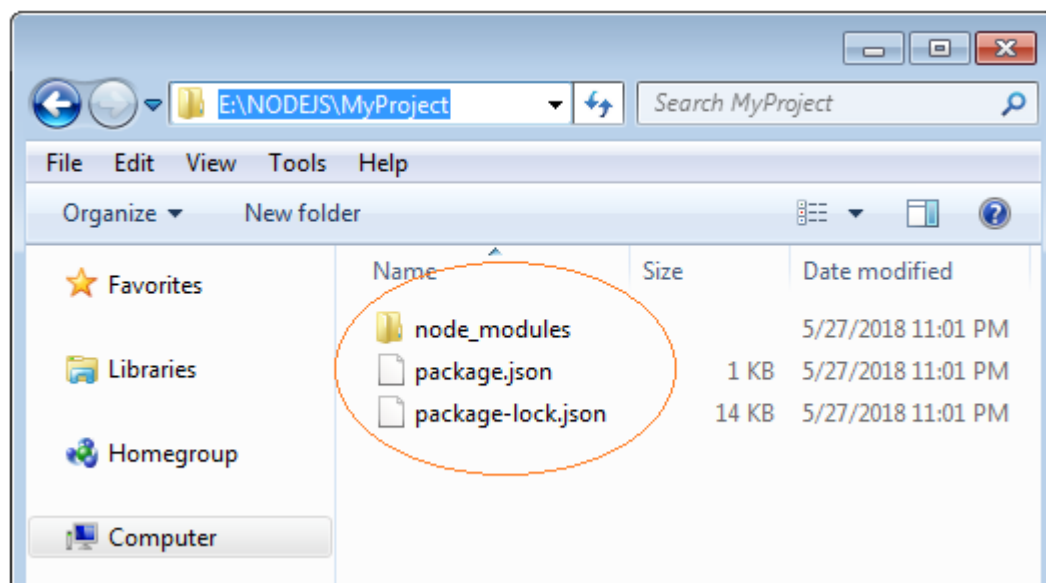 E:\NODEJS\MyProject
Search MyProject
File Edit View Tools Help
Organize New folder
Name Size Date modified
Favorites
node_modules 5/27/2018 11:01 PM
package.json 1 KB 5/27/2018 11:01 PM
Libraries
package-lock.json 14 KB 5/27/2018 11:01 PM
Homegroup
Computer